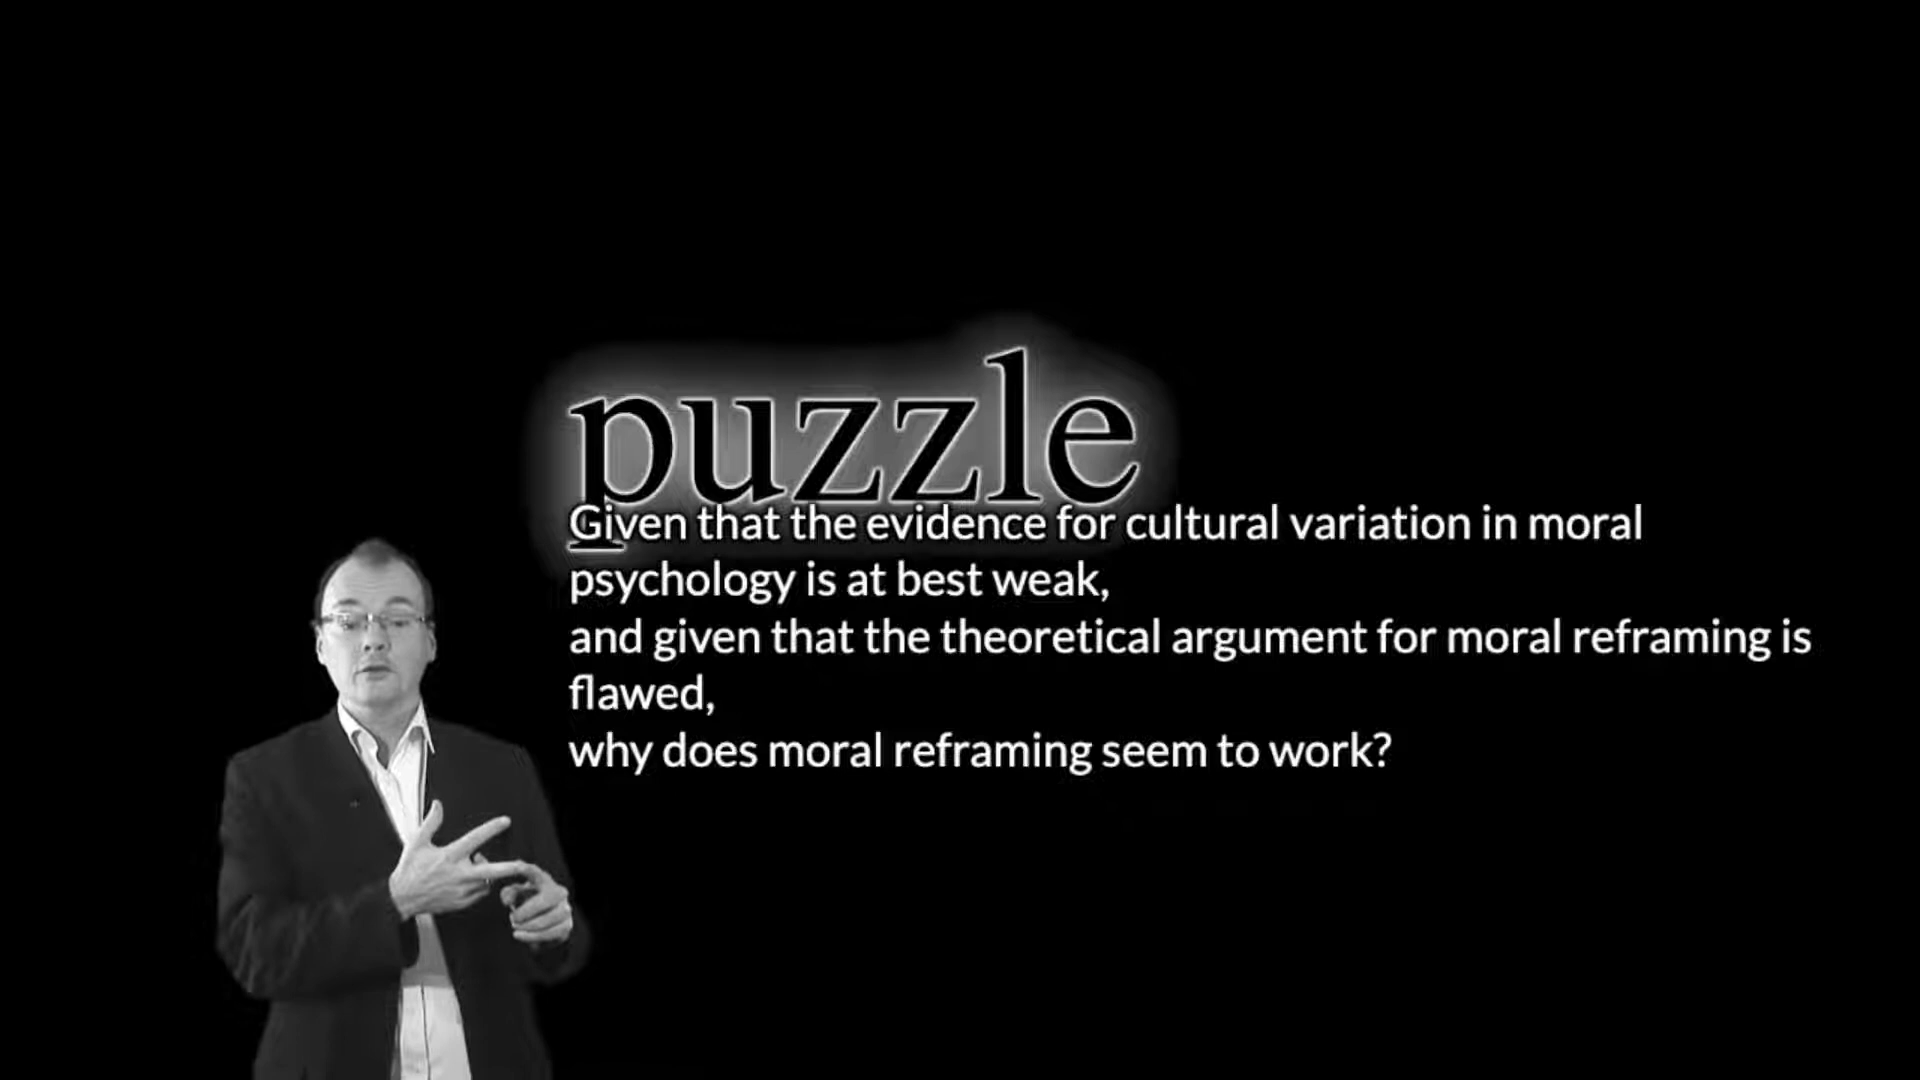 puzzle
Given that the evidence for cultural variation in moral
psychology is at best weak,
and given that the theoretical argument for moral reframing is
flawed,
why does moral reframing seem to work?